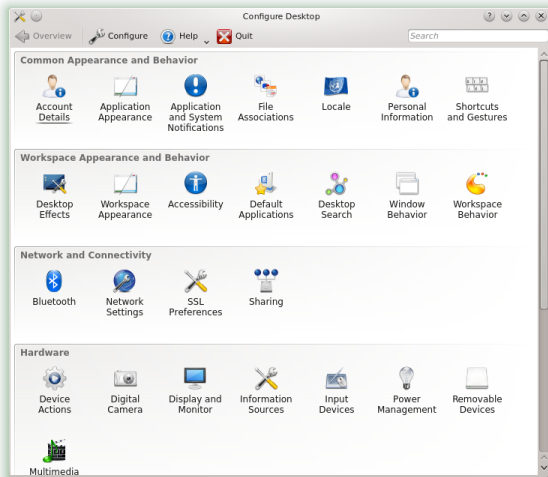 Configure Desktop
Overview Configure Help Quit Search
Common Appearance and Behavior
Account Details
Application Appearance
Application and System Notifications
File Associations
Locale
Personal Information
Shortcuts and Gestures
Workspace Appearance and Behavior
Desktop Effects
Workspace Appearance
Accessibility
Default Applications
Desktop Search
Window Behavior
Workspace Behavior
Network and Connectivity
Bluetooth
Network Settings
SSL Preferences
Sharing
Hardware
Device Actions
Digital Camera
Display and Monitor
Information Sources
Input Devices
Power Management
Removable Devices
Multimedia